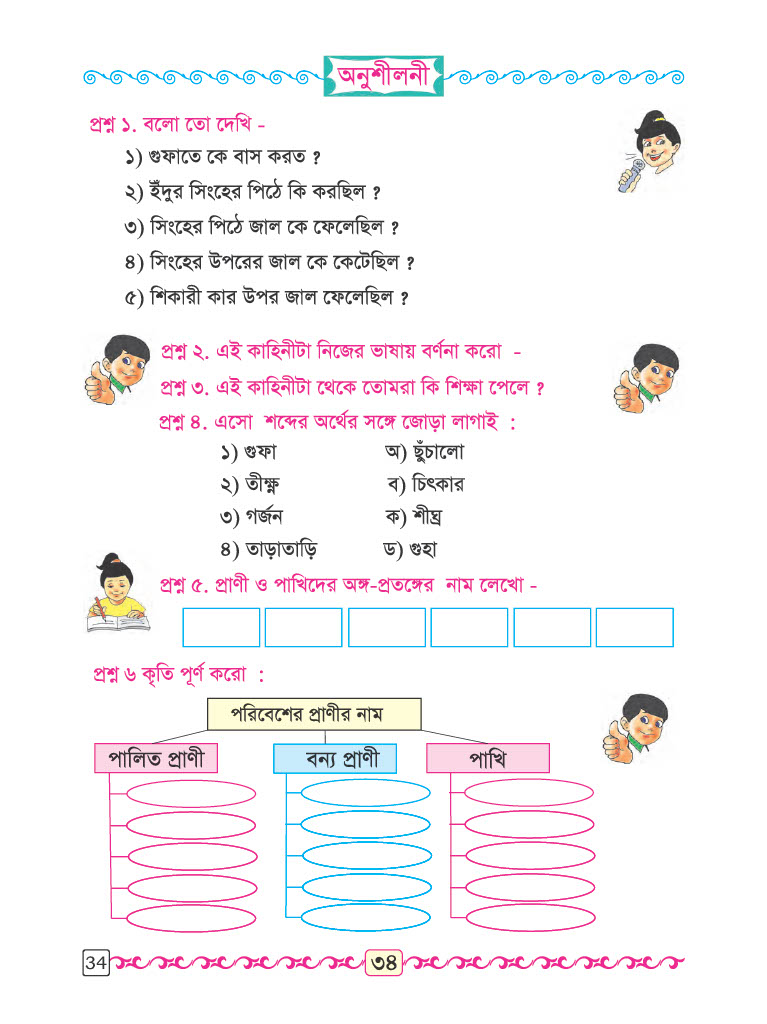 অনুশীলনী
প্রশ্ন ১. বলো তো দেখি -
১) গুফাতে কে বাস করত ?
২) ইঁদুর সিংহের পিঠে কি করছিল ?
৩) সিংহের পিঠে জাল কে ফেলেছিল ?
৪) সিংহের উপরের জাল কে কেটেছিল ?
৫) শিকারী কার উপর জাল ফেলেছিল ?
প্রশ্ন ২. এই কাহিনীটা নিজের ভাষায় বর্ণনা করো -
প্রশ্ন ৩. এই কাহিনীটা থেকে তোমরা কি শিক্ষা পেলে ?
প্রশ্ন ৪. এসো শব্দের অর্থের সঙ্গে জোড়া লাগাই :
১) গুফা অ) ছুঁচালো
২) তীক্ষ্ণ ব) চিৎকার
৩) গর্জন ক) শীঘ্র
৪) তাড়াতাড়ি ড) গুহা
প্রশ্ন ৫. প্রাণী ও পাখিদের অঙ্গ-প্রতঙ্গের নাম লেখো -
প্রশ্ন ৬ কৃতি পূর্ণ করো :
পরিবেশের প্রাণীর নাম
পালিত প্রাণী বন্য প্রাণী পাখি
34 ৩৪